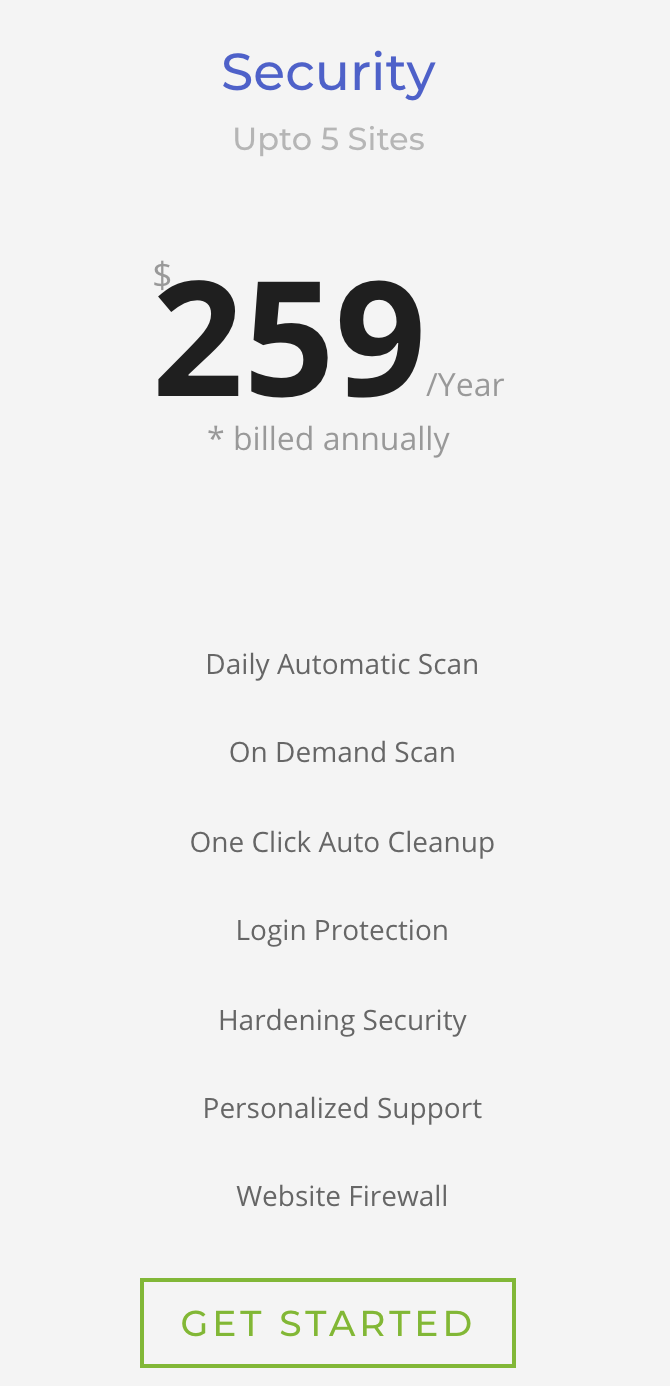 Security
Upto 5 Sites
$
259/Year
* billed annually
Daily Automatic Scan
On Demand Scan
One Click Auto Cleanup
Login Protection
Hardening Security
Personalized Support
Website Firewall
GET STARTED